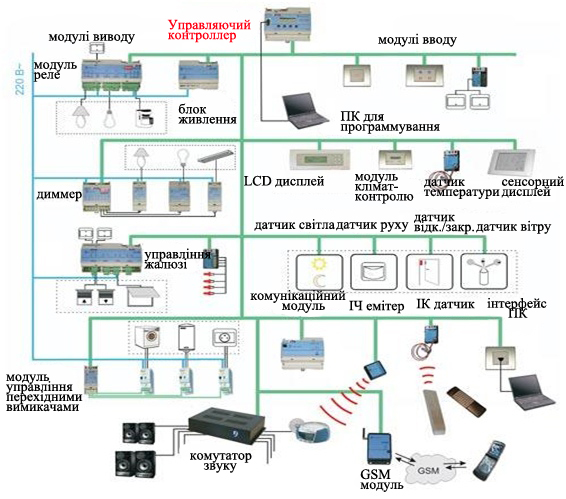 Управляючий
контроллер
модулі виводу
модулі вводу
модуль
реле
220 В~
блок
живлення
ПК для
программування
LCD дисплей
модуль
клімат-
контролю
датчик
температури
сенсорний
дисплей
диммер
датчик світла
датчик руху
датчик
відк./закр.
датчик вітру
управління
жалюзі
комунікаційний
модуль
ІЧ емітер
ІК датчик
інтерфейс
ПК
модуль
управління
перехідними
вимикачами
комутатор
звуку
GSM
модуль
GSM